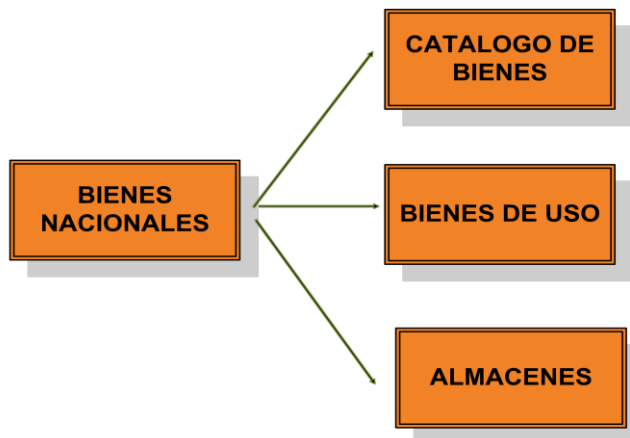 CATALOGO DE
BIENES
BIENES
NACIONALES
BIENES DE USO
ALMACENES